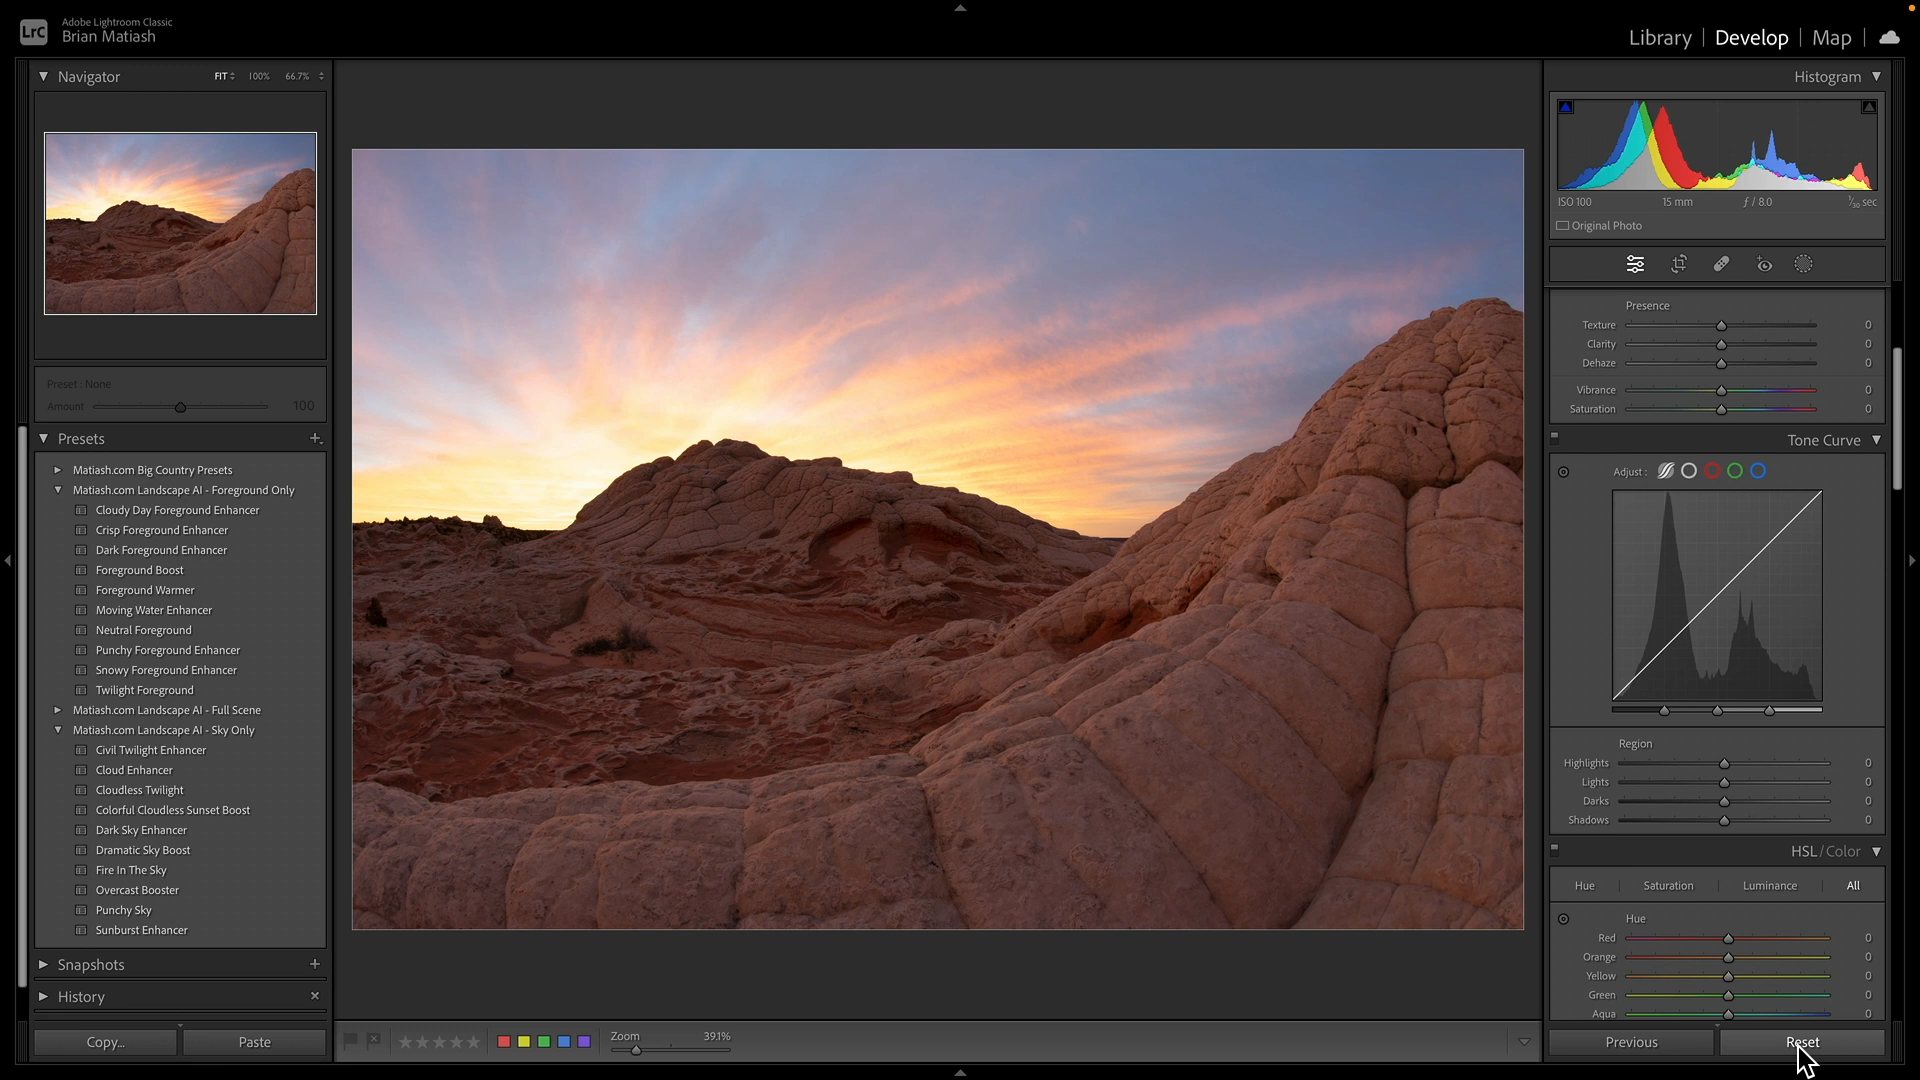 LrC
Adobe Lightroom Classic
Brian Matiash
Library | Develop | Map
Navigator
FIT
100%
66.7%
Preset : None
Amount
100
Presets
Matiash.com Big Country Presets
Matiash.com Landscape AI - Foreground Only
Cloudy Day Foreground Enhancer
Crisp Foreground Enhancer
Dark Foreground Enhancer
Foreground Boost
Foreground Warmer
Moving Water Enhancer
Neutral Foreground
Punchy Foreground Enhancer
Snowy Foreground Enhancer
Twilight Foreground
Matiash.com Landscape AI - Full Scene
Matiash.com Landscape AI - Sky Only
Civil Twilight Enhancer
Cloud Enhancer
Cloudless Twilight
Colorful Cloudless Sunset Boost
Dark Sky Enhancer
Dramatic Sky Boost
Fire In The Sky
Overcast Booster
Punchy Sky
Sunburst Enhancer
Snapshots
History
Copy...
Paste
Zoom
39.1%
Histogram
ISO 100
15 mm
ƒ / 8.0
1/30 sec
Original Photo
Presence
Texture 0
Clarity 0
Dehaze 0
Vibrance 0
Saturation 0
Tone Curve
Adjust :
Region
Highlights 0
Lights 0
Darks 0
Shadows 0
HSL / Color
Hue
Saturation
Luminance
All
Hue
Red 0
Orange 0
Yellow 0
Green 0
Aqua 0
Previous
Reset